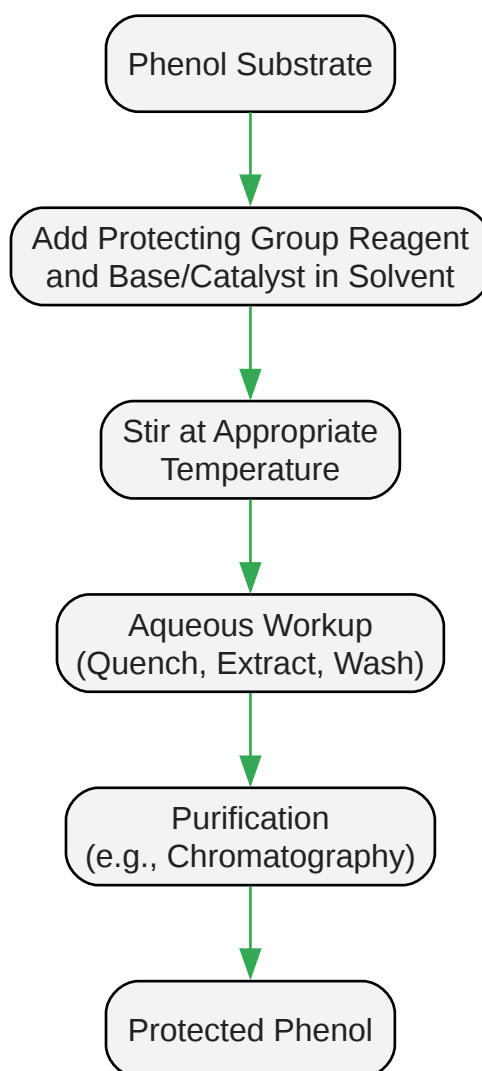 Phenol Substrate
Add Protecting Group Reagent
and Base/Catalyst in Solvent
Stir at Appropriate
Temperature
Aqueous Workup
(Quench, Extract, Wash)
Purification
(e.g., Chromatography)
Protected Phenol